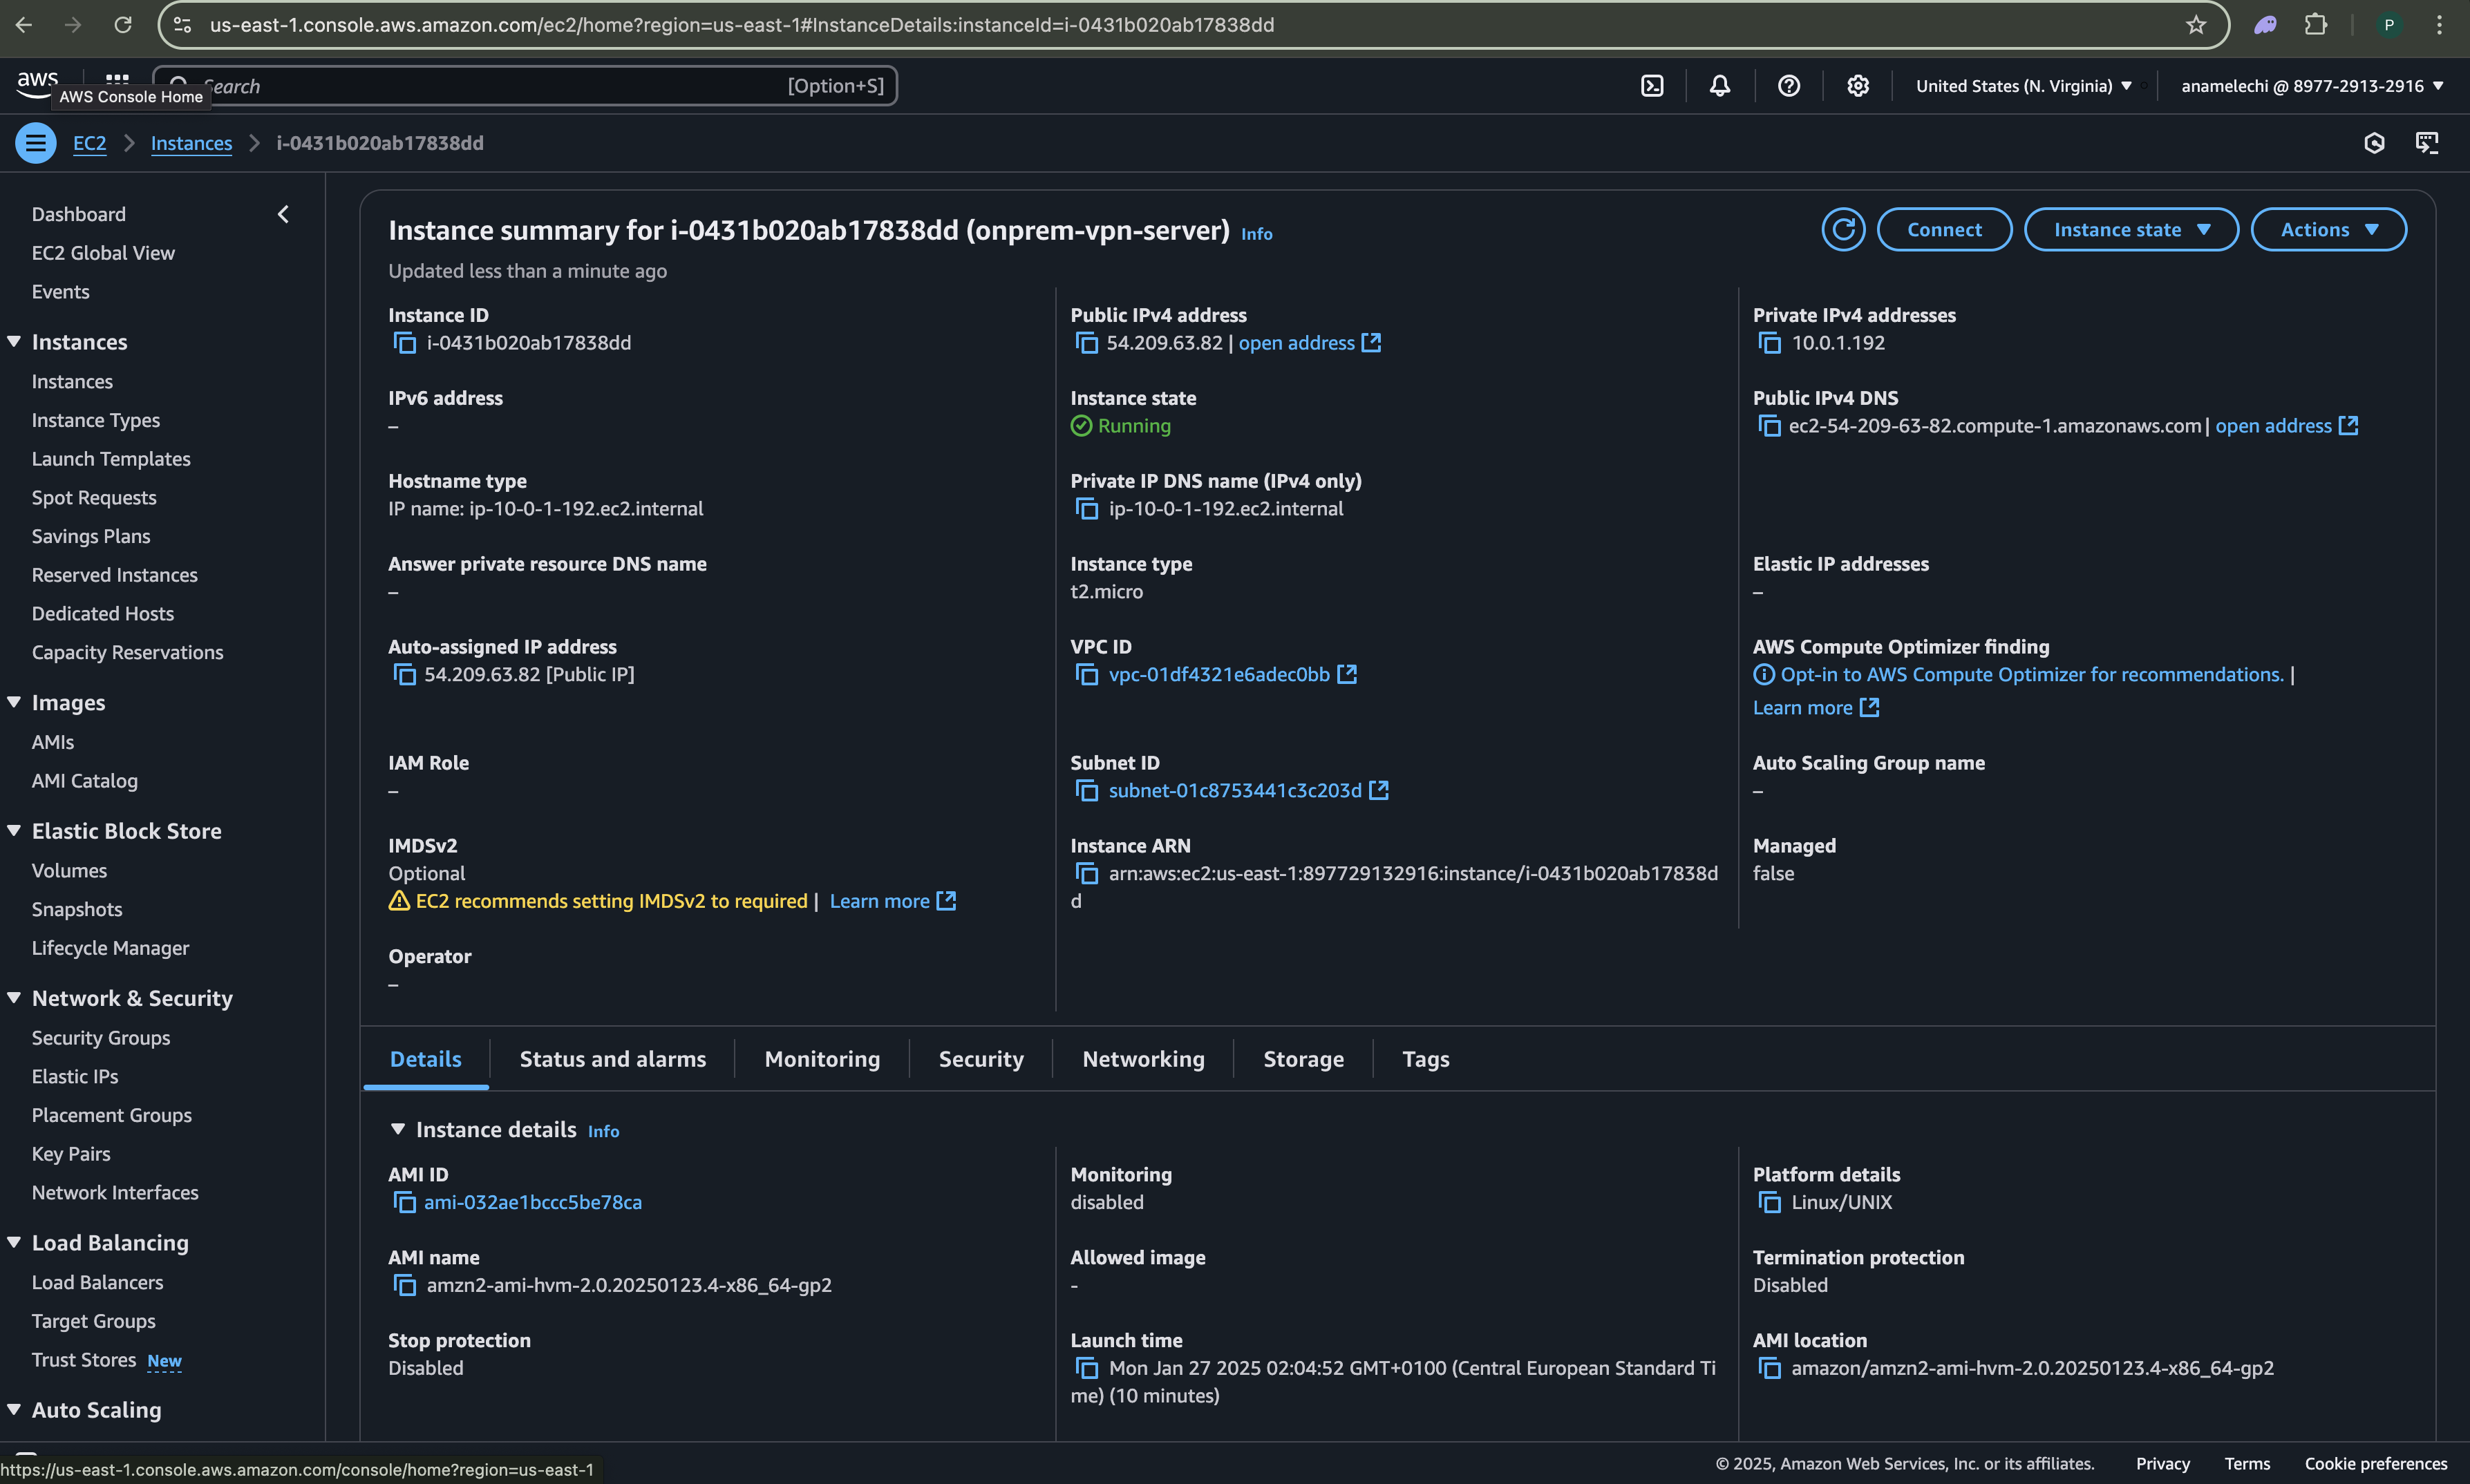 us-east-1.console.aws.amazon.com/ec2/home?region=us-east-1#InstanceDetails:instanceId=i-0431b020ab17838dd
P
aws
Search
[Option+S]
United States (N. Virginia)
anamelechi @ 8977-2913-2916
AWS Console Home
EC2
Instances
i-0431b020ab17838dd
Dashboard
EC2 Global View
Events
Instances
Instances
Instance Types
Launch Templates
Spot Requests
Savings Plans
Reserved Instances
Dedicated Hosts
Capacity Reservations
Images
AMIs
AMI Catalog
Elastic Block Store
Volumes
Snapshots
Lifecycle Manager
Network & Security
Security Groups
Elastic IPs
Placement Groups
Key Pairs
Network Interfaces
Load Balancing
Load Balancers
Target Groups
Trust Stores New
Auto Scaling
Instance summary for i-0431b020ab17838dd (onprem-vpn-server) Info
Updated less than a minute ago
Connect
Instance state
Actions
Instance ID
i-0431b020ab17838dd
Public IPv4 address
54.209.63.82 | open address
Private IPv4 addresses
10.0.1.192
IPv6 address
–
Instance state
Running
Public IPv4 DNS
ec2-54-209-63-82.compute-1.amazonaws.com | open address
Hostname type
IP name: ip-10-0-1-192.ec2.internal
Private IP DNS name (IPv4 only)
ip-10-0-1-192.ec2.internal
Answer private resource DNS name
–
Instance type
t2.micro
Elastic IP addresses
–
Auto-assigned IP address
54.209.63.82 [Public IP]
VPC ID
vpc-01df4321e6adec0bb
AWS Compute Optimizer finding
Opt-in to AWS Compute Optimizer for recommendations. |
Learn more
IAM Role
–
Subnet ID
subnet-01c8753441c3c203d
Auto Scaling Group name
–
IMDSv2
Optional
EC2 recommends setting IMDSv2 to required | Learn more
Instance ARN
arn:aws:ec2:us-east-1:897729132916:instance/i-0431b020ab17838d
d
Managed
false
Operator
–
Details
Status and alarms
Monitoring
Security
Networking
Storage
Tags
Instance details Info
AMI ID
ami-032ae1bccc5be78ca
Monitoring
disabled
Platform details
Linux/UNIX
AMI name
amzn2-ami-hvm-2.0.20250123.4-x86_64-gp2
Allowed image
-
Termination protection
Disabled
Stop protection
Disabled
Launch time
Mon Jan 27 2025 02:04:52 GMT+0100 (Central European Standard Ti
me) (10 minutes)
AMI location
amazon/amzn2-ami-hvm-2.0.20250123.4-x86_64-gp2
https://us-east-1.console.aws.amazon.com/console/home?region=us-east-1
© 2025, Amazon Web Services, Inc. or its affiliates.
Privacy
Terms
Cookie preferences